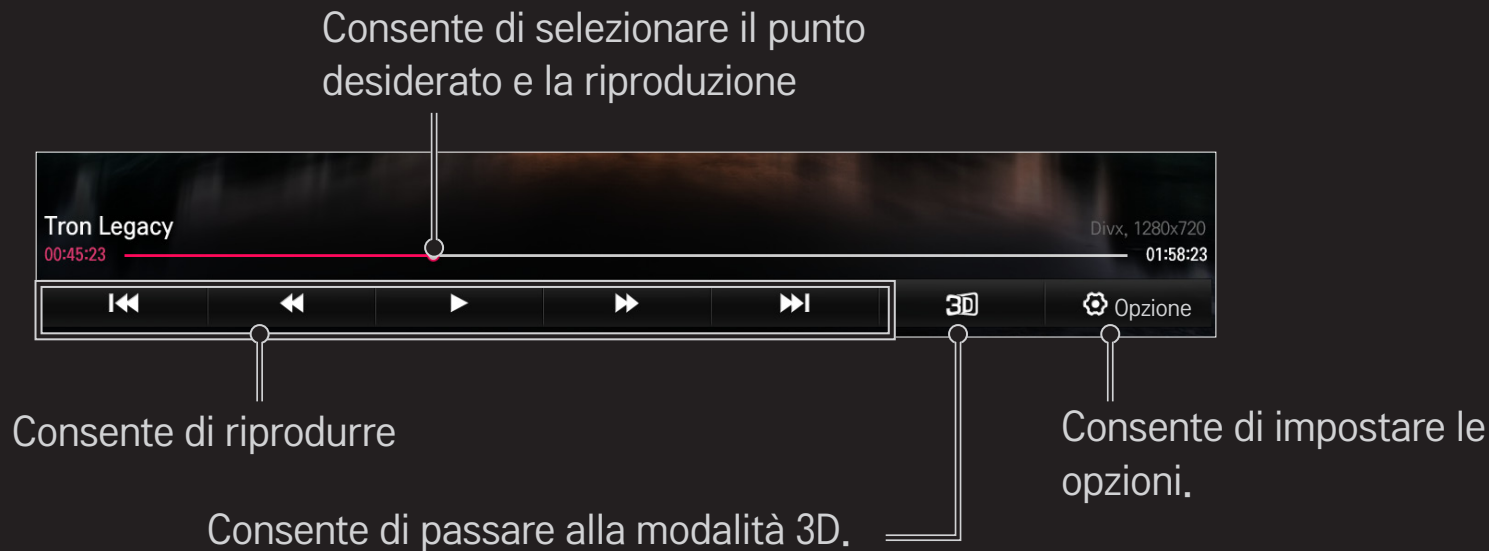 Consente di selezionare il punto
desiderato e la riproduzione
Tron Legacy
Divx, 1280x720
00:45:23
01:58:23
3D
Opzione
Consente di riprodurre
Consente di impostare le
opzioni.
Consente di passare alla modalità 3D.